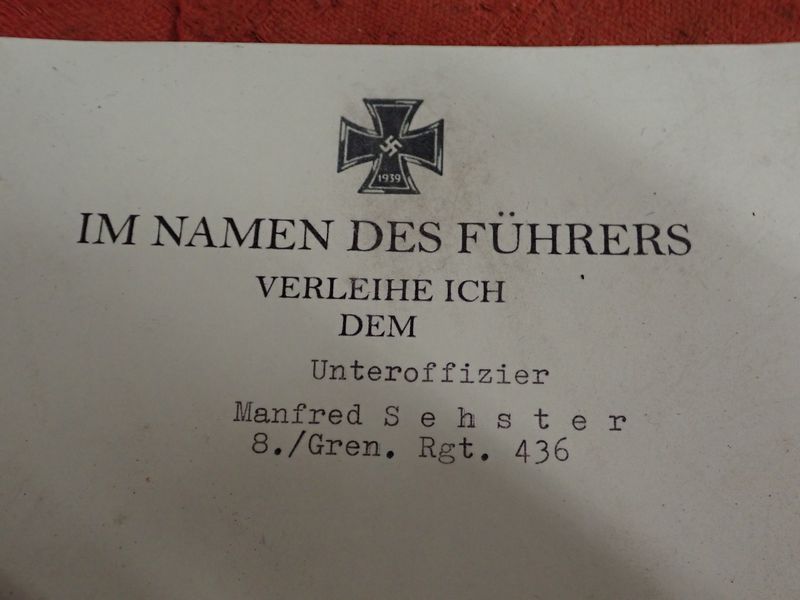 1939
IM NAMEN DES FÜHRERS
VERLEIHE ICH
DEM
Unteroffizier
Manfred S e h s t e r
8./Gren. Rgt. 436